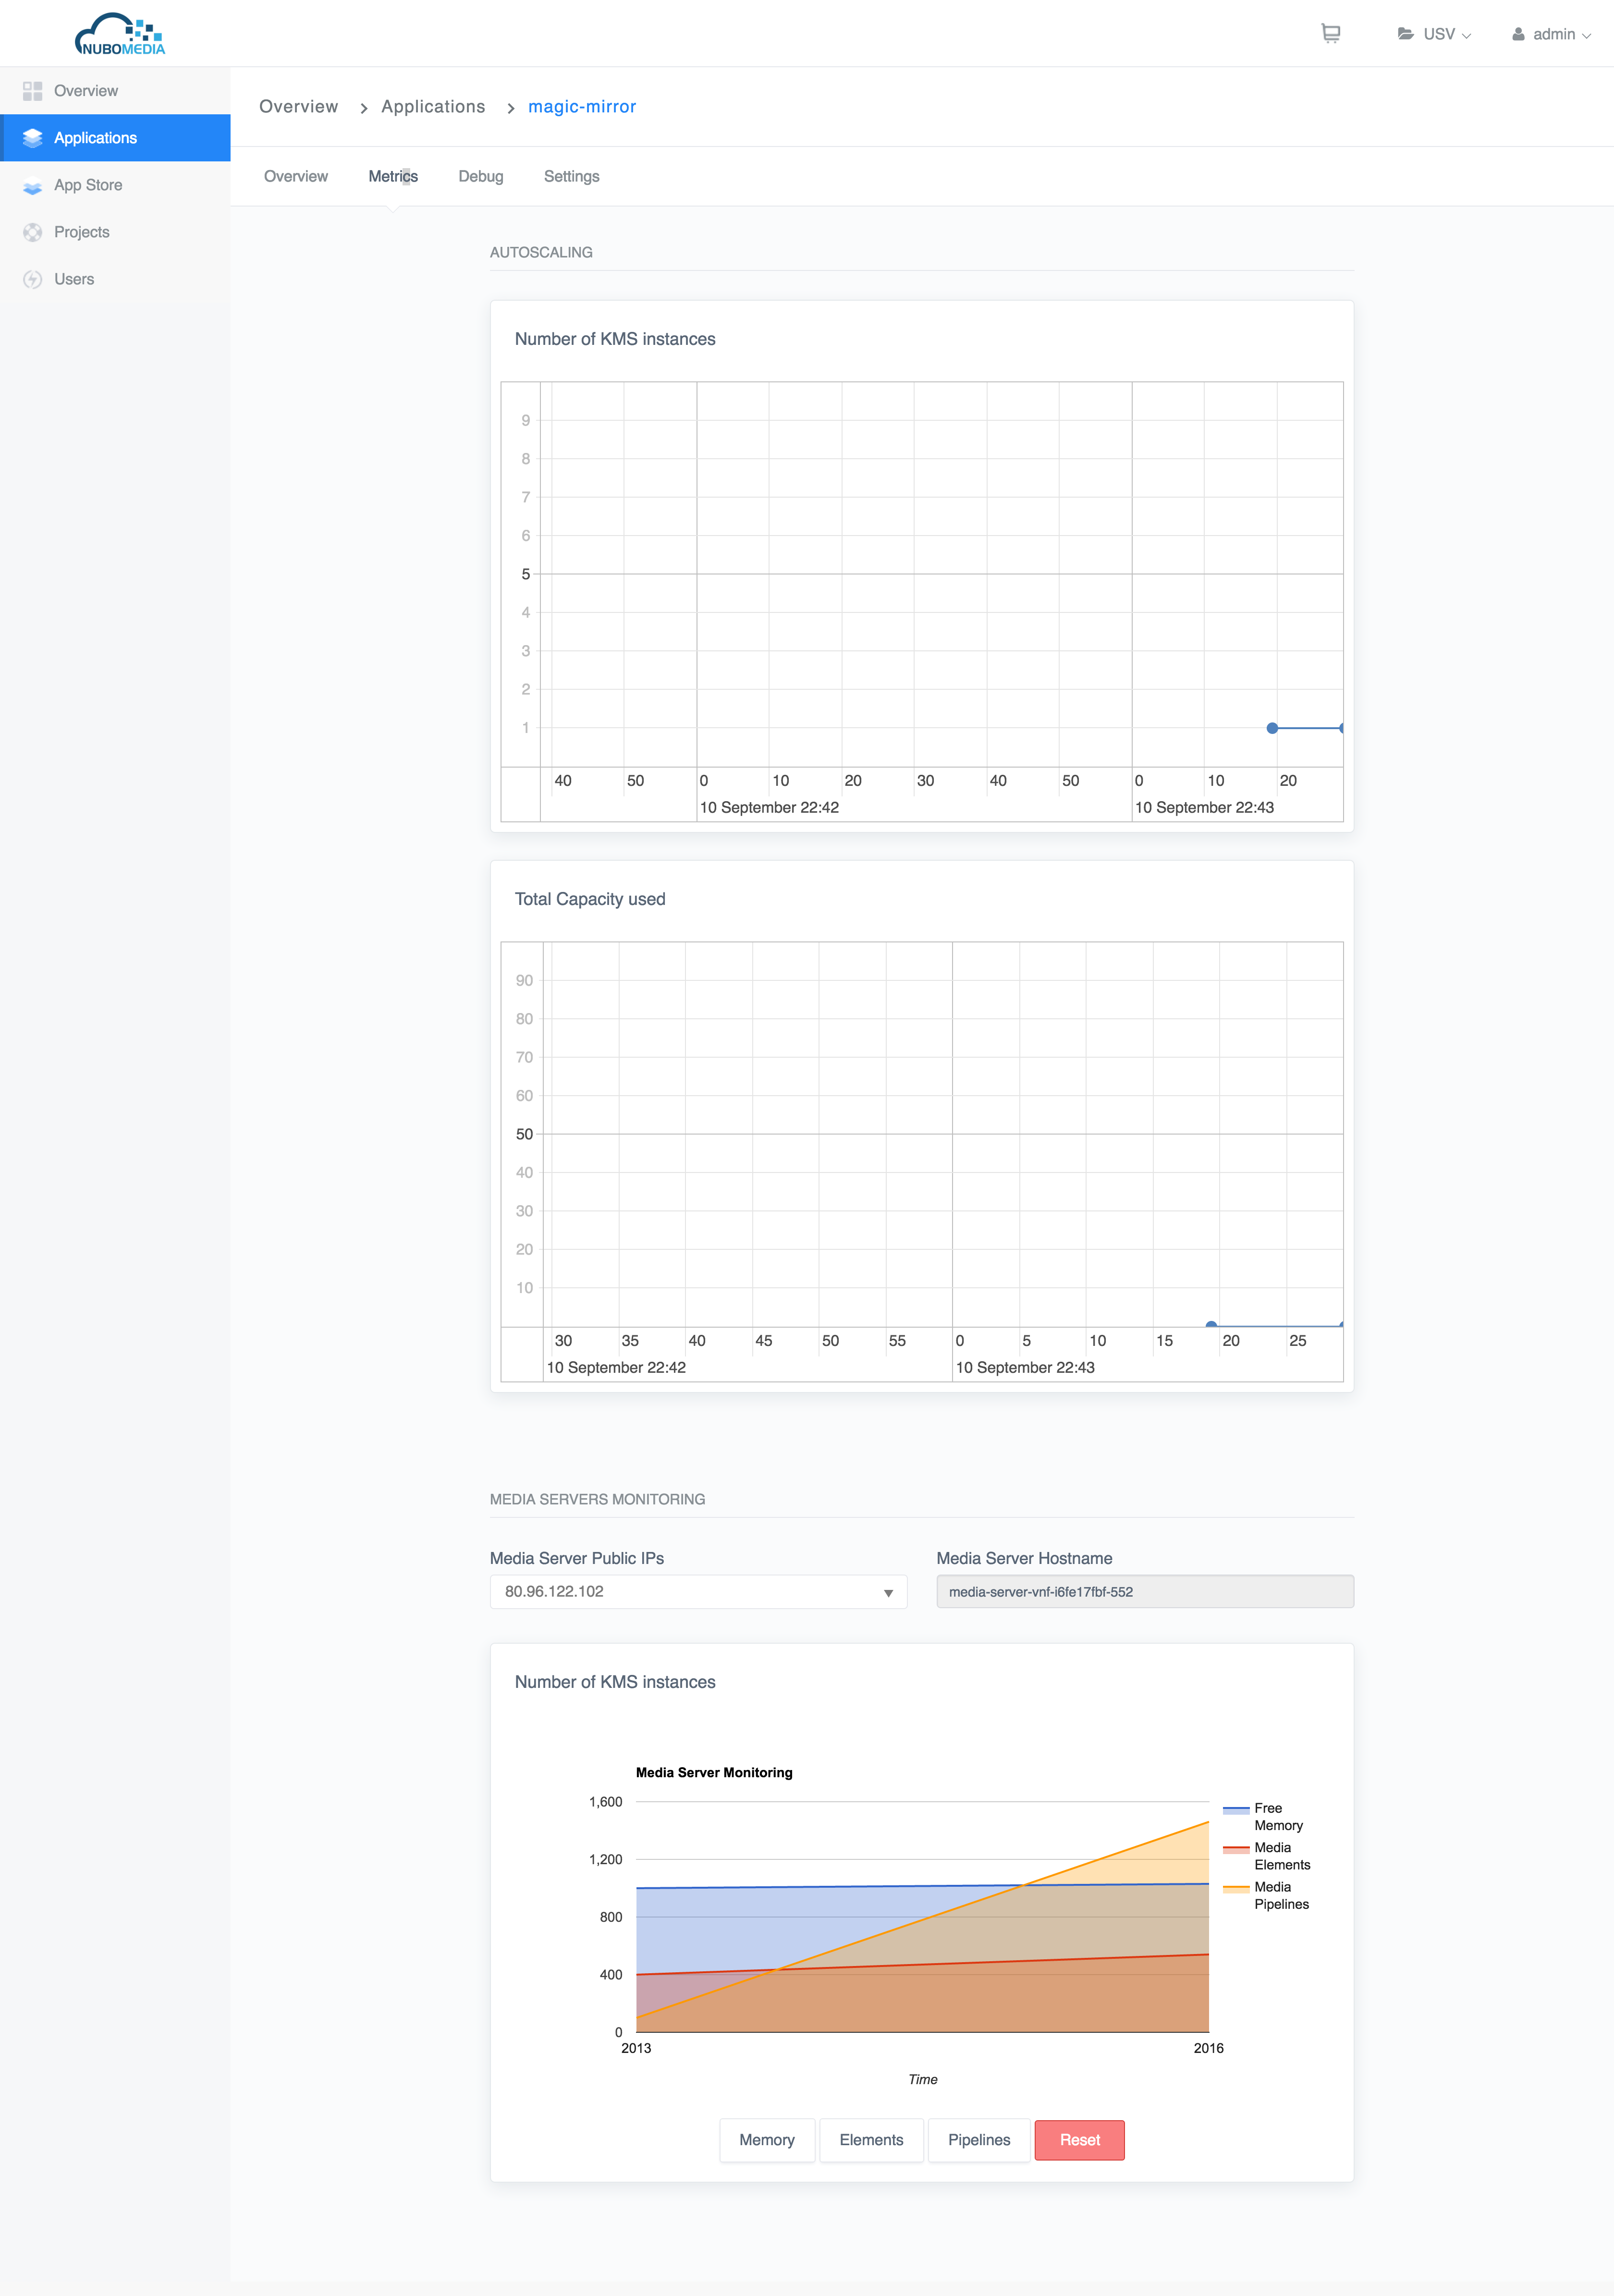 NUBOMEDIA
USV
admin
Overview
Applications
App Store
Projects
Users
Overview > Applications > magic-mirror
Overview Metrics Debug Settings
AUTOSCALING
Number of KMS instances
9
8
7
6
5
4
3
2
1
40 50 0 10 20 30 40 50 0 10 20
10 September 22:42 10 September 22:43
Total Capacity used
90
80
70
60
50
40
30
20
10
30 35 40 45 50 55 0 5 10 15 20 25
10 September 22:42 10 September 22:43
MEDIA SERVERS MONITORING
Media Server Public IPs Media Server Hostname
80.96.122.102 media-server-vnf-i6fe17fbf-552
Number of KMS instances
Media Server Monitoring
1,600
1,200
800
400
0
Free
Memory
Media
Elements
Media
Pipelines
2013 2016
Time
Memory Elements Pipelines Reset